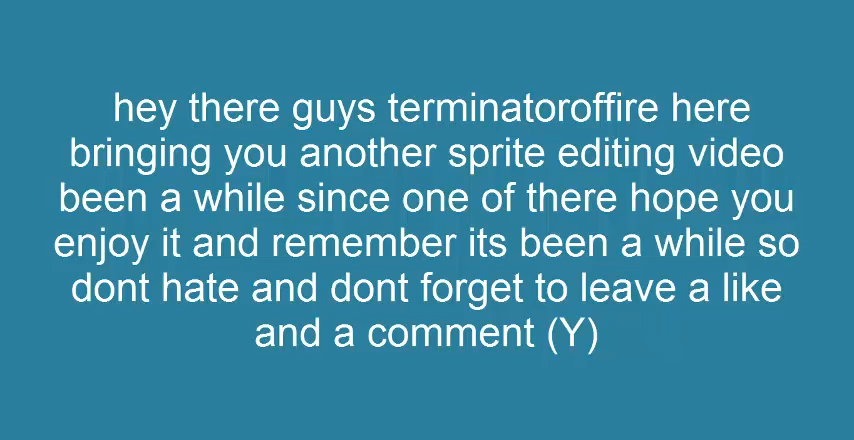 hey there guys terminatoroffire here
bringing you another sprite editing video
been a while since one of there hope you
enjoy it and remember its been a while so
dont hate and dont forget to leave a like
and a comment (Y)